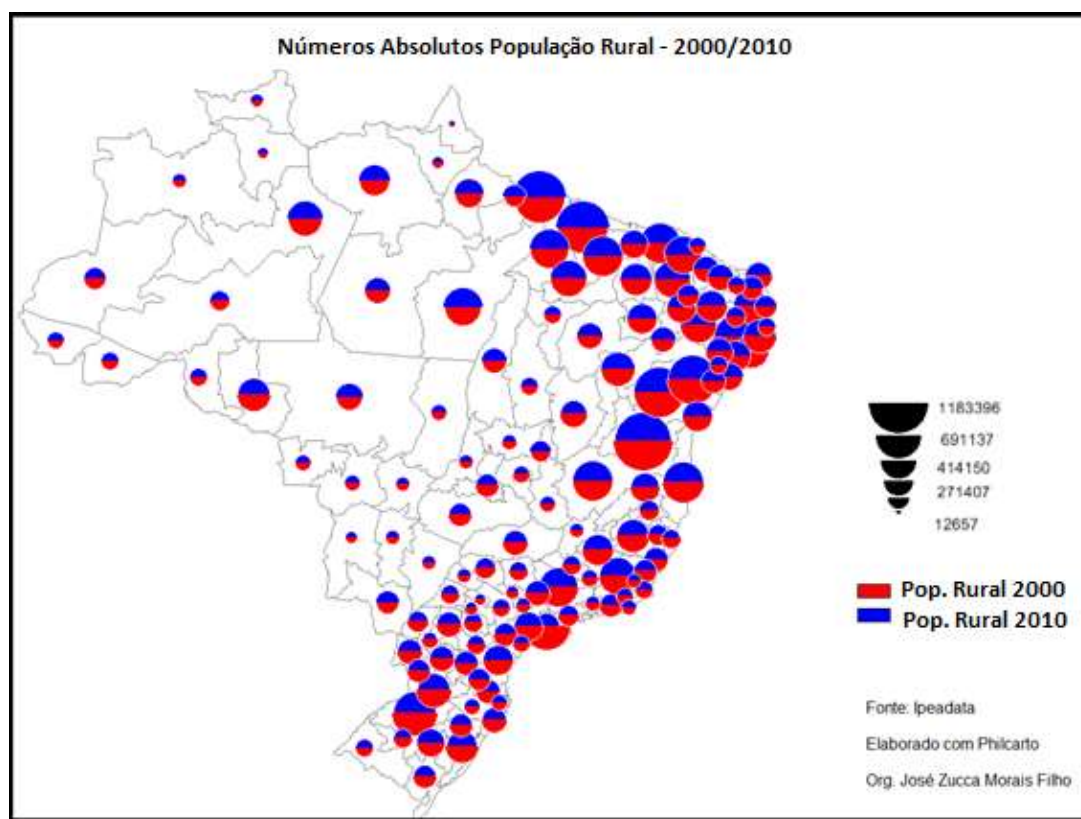 Números Absolutos População Rural - 2000/2010
1183396
691137
414150
271407
12657
Pop. Rural 2000
Pop. Rural 2010
Fonte: Ipeadata
Elaborado com Philcarto
Org. José Zucca Morais Filho